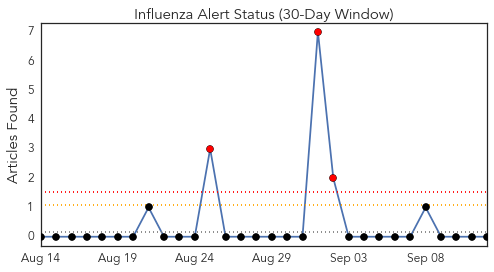 Influenza Alert Status (30-Day Window)
Articles Found
7
6
5
4
3
2
1
0
Aug 14 Aug 19 Aug 24 Aug 29 Sep 03 Sep 08